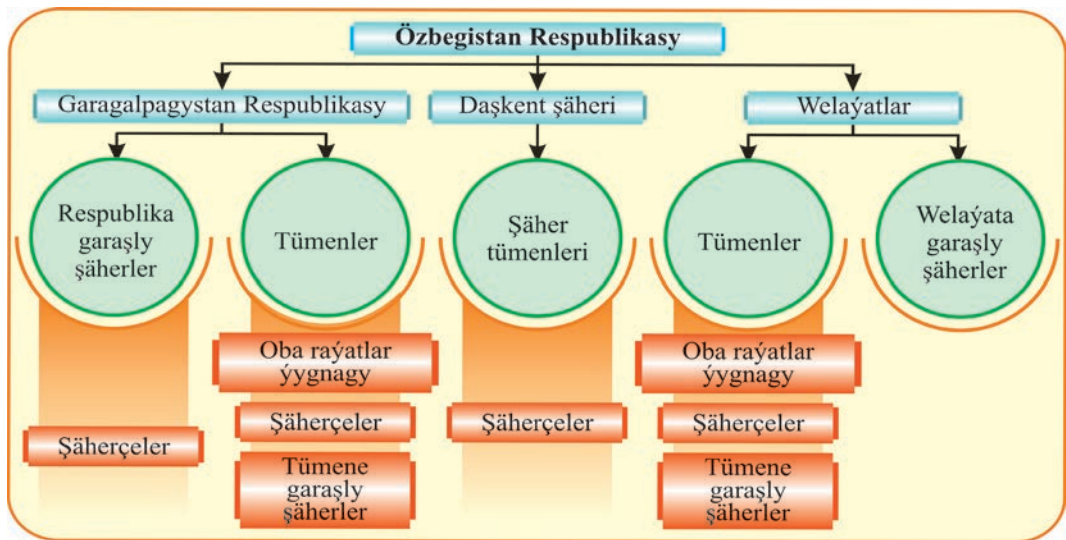 Özbegistan Respublikasy
Garagalpagystan Respublikasy
Daşkent şäheri
Welaýatlar
Respublika
garaşly
şäherler
Tümenler
Şäher
tümenleri
Tümenler
Welaýata
garaşly
şäherler
Oba raýatlar
ýygnagy
Oba raýatlar
ýygnagy
Şäherçeler
Şäherçeler
Şäherçeler
Şäherçeler
Tümene
garaşly
şäherler
Tümene
garaşly
şäherler